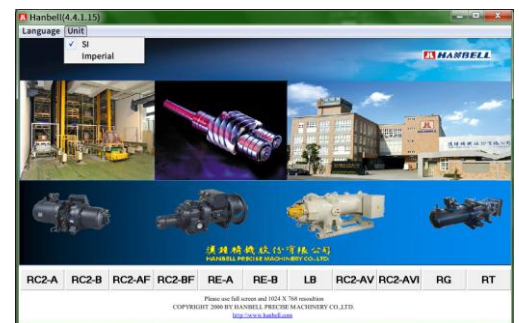 Hanbell(4.4.1.15)
Language Unit
✓ SI
Imperial
HANBELL
漢鐘精機股份有限公司
HANBELL PRECISE MACHINERY CO.,LTD.
RC2-A RC2-B RC2-AF RC2-BF RE-A RE-B LB RC2-AV RC2-AVI RG RT
Please use full screen and 1024 X 768 resoultion
COPYRIGHT 2000 BY HANBELL PRECISE MACHINERY CO.,LTD.
http://www.hanbell.com